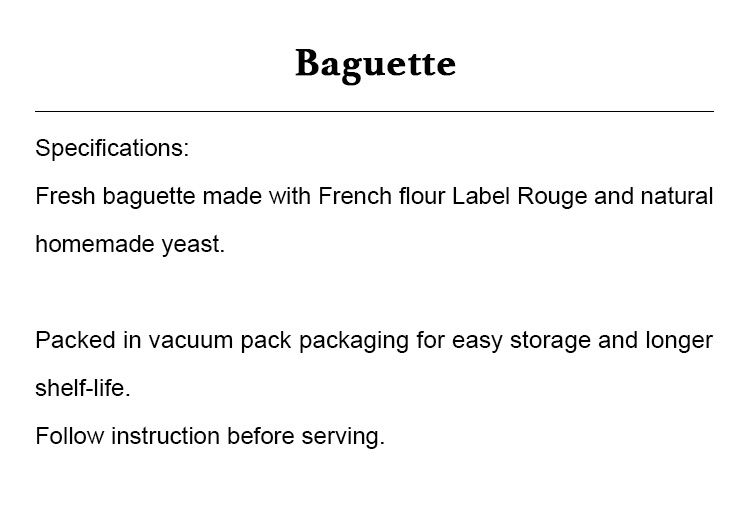 Baguette
Specifications:
Fresh baguette made with French flour Label Rouge and natural
homemade yeast.
Packed in vacuum pack packaging for easy storage and longer
shelf-life.
Follow instruction before serving.